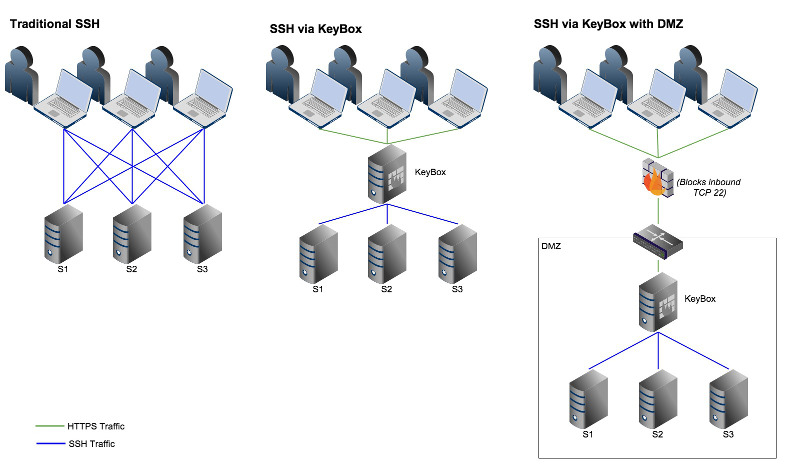 Traditional SSH
SSH via KeyBox
SSH via KeyBox with DMZ
KeyBox
(Blocks inbound
TCP 22)
DMZ
S1
S2
S3
S1
S2
S3
KeyBox
S1
S2
S3
HTTPS Traffic
SSH Traffic